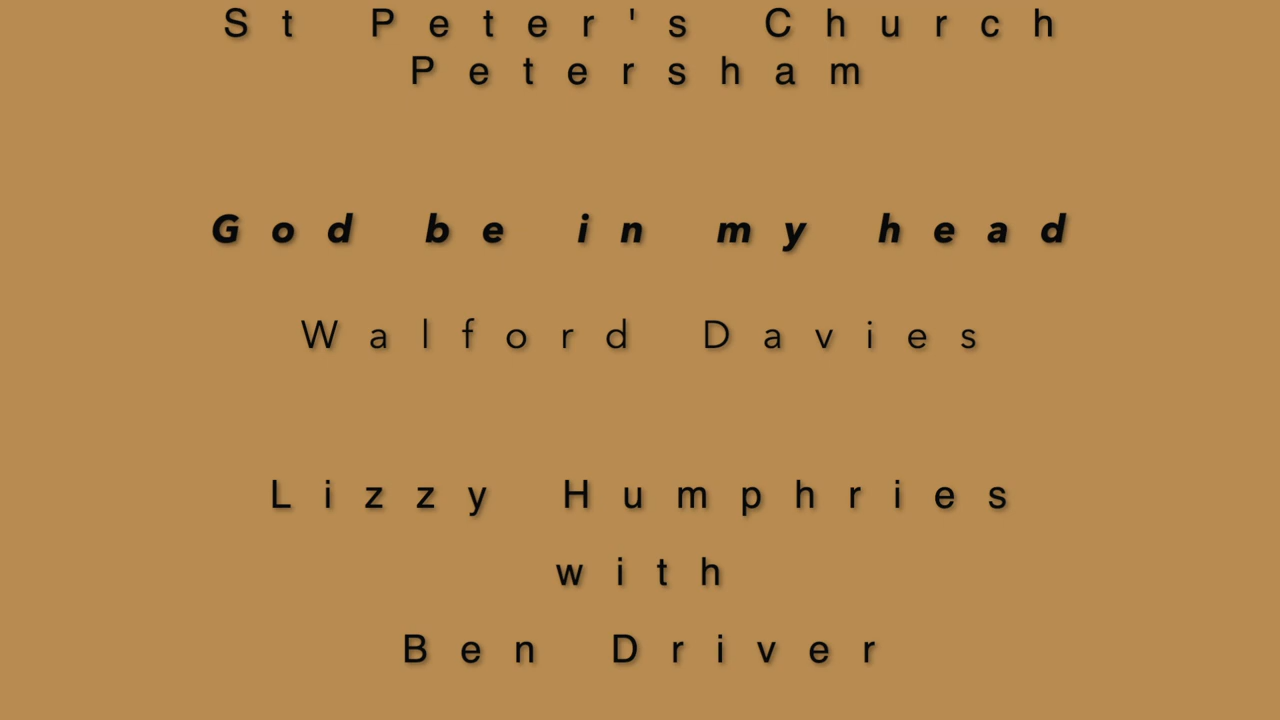 St Peter's Church
Petersham
God be in my head
Walford Davies
Lizzy Humphries
with
Ben Driver